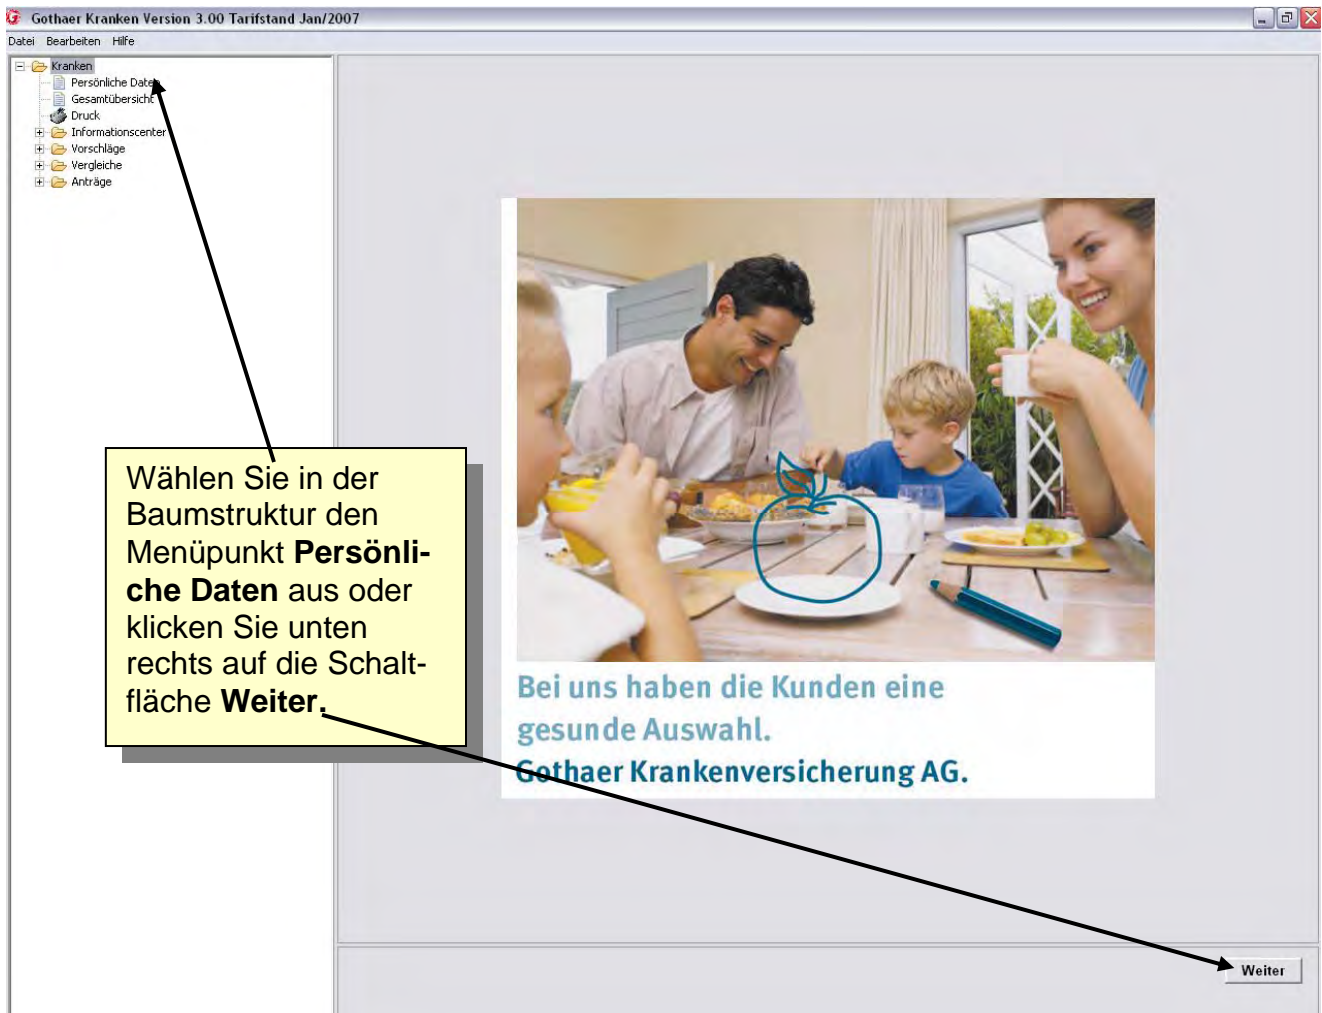 Gothaer Kranken Version 3.00 Tarifstand Jan/2007
Datei Bearbeiten Hilfe
Kranken
Persönliche Daten
Gesamtübersicht
Druck
Informationscenter
Vorschläge
Vergleiche
Anträge
Wählen Sie in der
Baumstruktur den
Menüpunkt Persönli-
che Daten aus oder
klicken Sie unten
rechts auf die Schalt-
fläche Weiter.
Bei uns haben die Kunden eine
gesunde Auswahl.
Gothaer Krankenversicherung AG.
Weiter